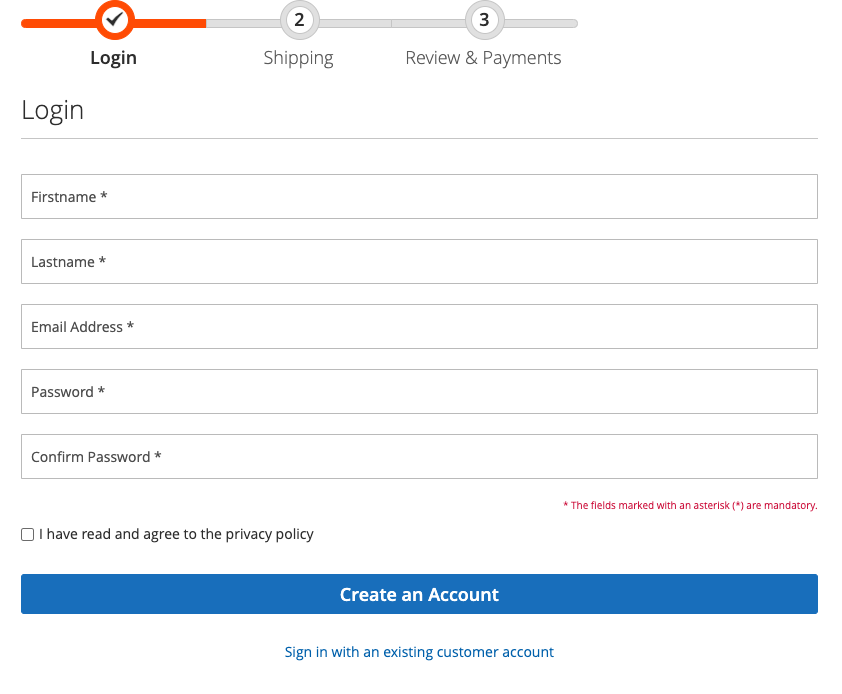 2 3
Login Shipping Review & Payments
Login
Firstname *
Lastname *
Email Address *
Password *
Confirm Password *
* The fields marked with an asterisk (*) are mandatory.
I have read and agree to the privacy policy
Create an Account
Sign in with an existing customer account